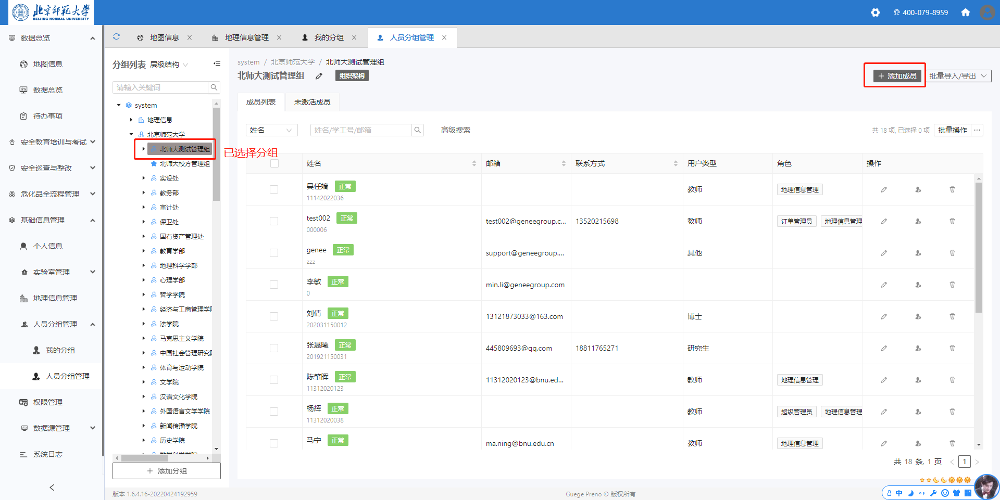 北京师范大学
BEIJING NORMAL UNIVERSITY
400-079-8959
数据总览
地图信息
数据总览
待办事项
安全教育培训与考试
安全巡查与整改
危化品全流程管理
基础信息管理
个人信息
实验室管理
地理信息管理
人员分组管理
我的分组
人员分组管理
权限管理
数据源管理
系统日志
地图信息
地理信息管理
我的分组
人员分组管理
分组列表 层级结构
请输入关键词
system
地理信息
北京师范大学
北师大测试管理组
北师大校方管理组
实设处
教务部
审计处
保卫处
国有资产管理处
教育学部
地理科学学部
心理学部
哲学学院
经济与工商管理学院
法学院
马克思主义学院
中国社会管理研究院
体育与运动学院
文学院
汉语文化学院
外国语言文学学院
新闻传播学院
历史学院
数学科学学院
+ 添加分组
已选择分组
system / 北京师范大学 / 北师大测试管理组
北师大测试管理组 组织架构
+ 添加成员 批量导入/导出
成员列表 未激活成员
姓名 姓名/学工号/邮箱 高级搜索
共 18 项, 已选择 0 项 批量操作 ···
姓名 邮箱 联系方式 用户类型 角色 操作
吴任嫡 正常 教师 地理信息管理
11142022036
test002 正常 test002@geneegroup.c... 13520215698 教师 订单管理员 地理信息管理
000006
genee 正常 support@geneegroup.... 其他
zzz
李敏 正常 min.li@geneegroup.com
0
刘倩 正常 13121873033@163.com 博士
202031150012
张晟曦 正常 445809693@qq.com 18811765271 研究生
201921150031
陈肇晖 正常 11312020123@bnu.ed... 教师 地理信息管理
11312020123
杨辉 正常 教师 超级管理员 地理信息管理
11312020038
马宁 正常 ma.ning@bnu.edu.cn 教师 地理信息管理
共 18 条, 1 页 < 1 >
版本 1.6.4.16-20220424192959
Guege Preno © 版权所有
中